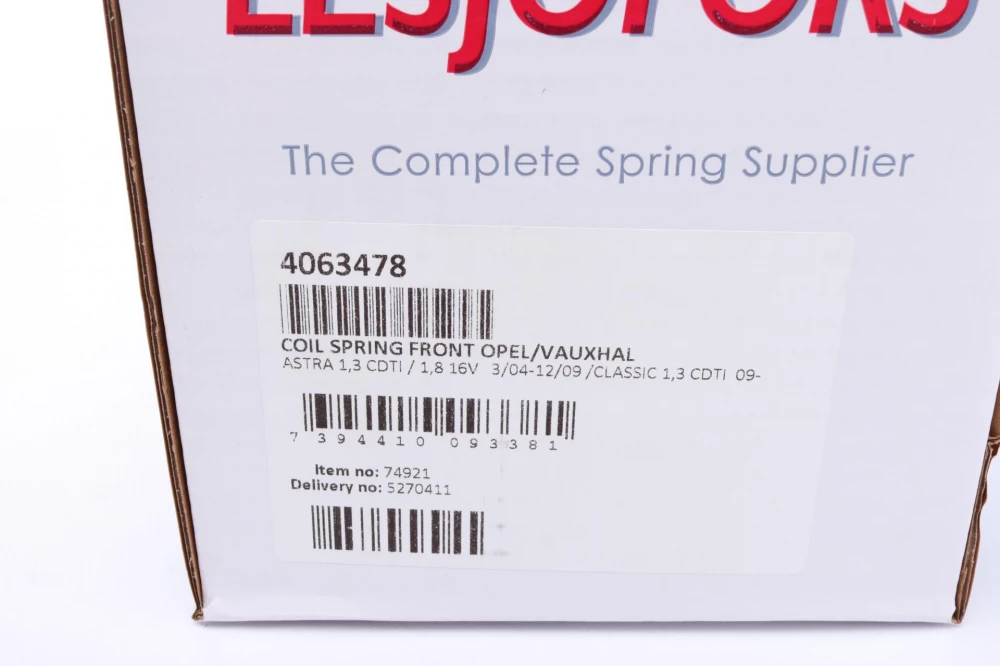 LESJÖFORS
The Complete Spring Supplier
4063478
COIL SPRING FRONT OPEL/VAUXHAL
ASTRA 1,3 CDTI / 1,8 16V 3/04-12/09 /CLASSIC 1,3 CDTI 09-
7 394410 093381
Item no: 74921
Delivery no: 5270411